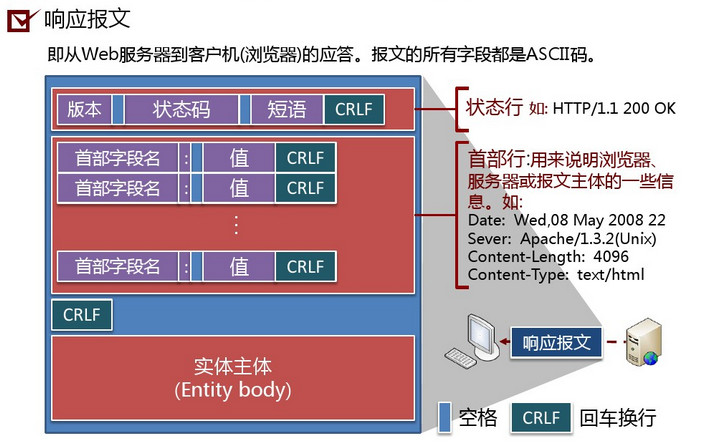 响应报文
即从Web服务器到客户机(浏览器)的应答。报文的所有字段都是ASCII码。
版本 状态码 短语 CRLF
状态行 如: HTTP/1.1 200 OK
首部字段名 : 值 CRLF
首部字段名 : 值 CRLF
⋮
首部字段名 : 值 CRLF
首部行:用来说明浏览器、
服务器或报文主体的一些信
息。如:
Date: Wed,08 May 2008 22
Sever: Apache/1.3.2(Unix)
Content-Length: 4096
Content-Type: text/html
CRLF
响应报文
实体主体
(Entity body)
空格 CRLF 回车换行